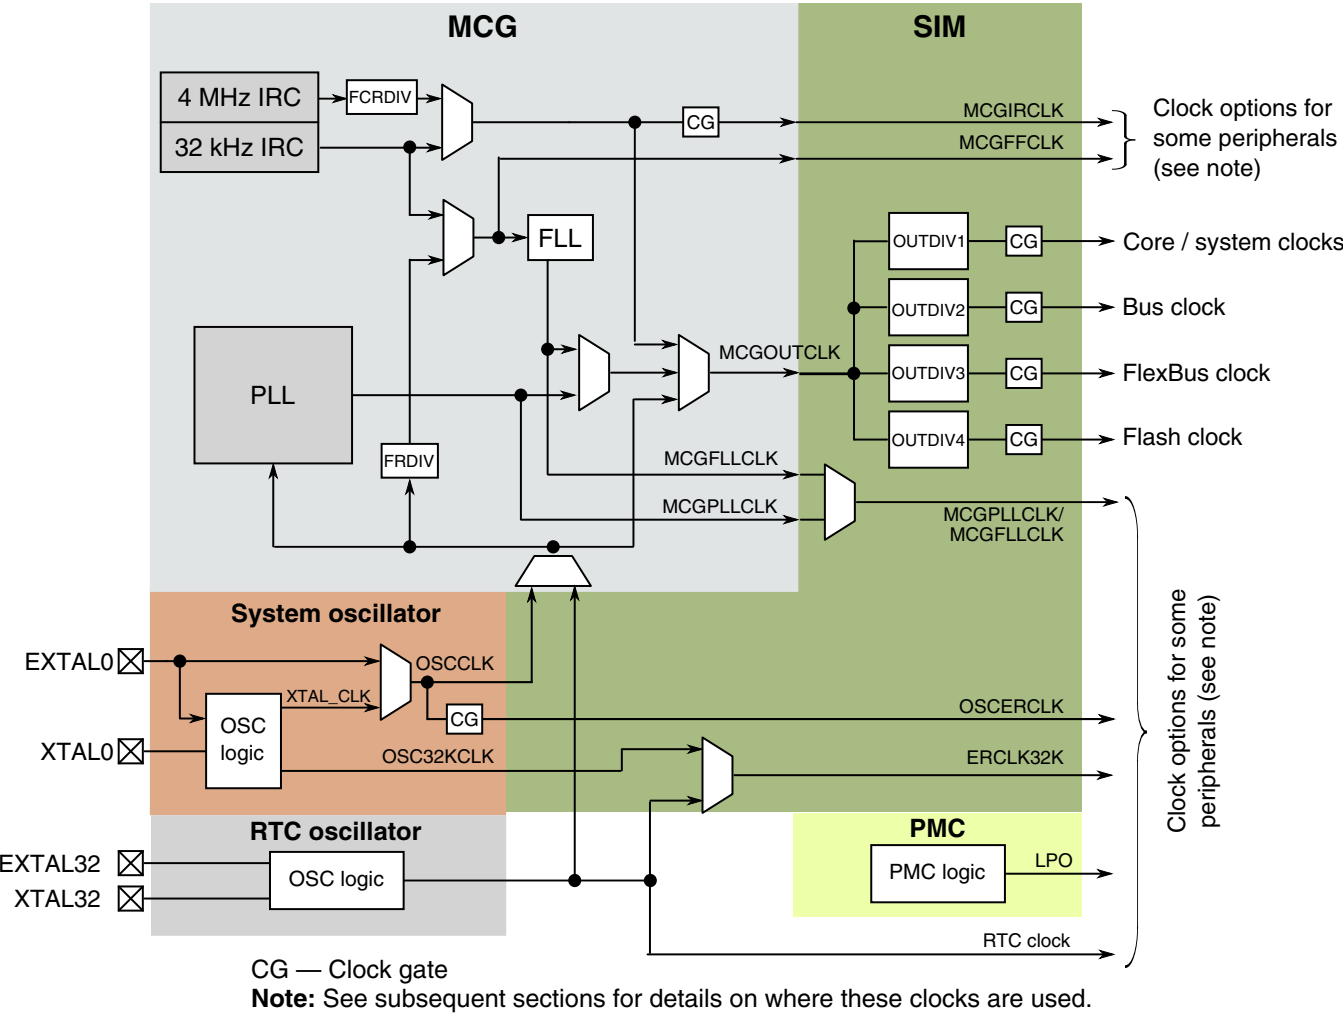 MCG
SIM
4 MHz IRC
FCRDIV
32 kHz IRC
CG
MCGIRCLK
MCGFFCLK
Clock options for
some peripherals
(see note)
FLL
OUTDIV1
CG
Core / system clocks
OUTDIV2
CG
Bus clock
PLL
MCGOUTCLK
OUTDIV3
CG
FlexBus clock
OUTDIV4
CG
Flash clock
FRDIV
MCGFLLCLK
MCGPLLCLK
MCGPLLCLK/
MCGFLLCLK
Clock options for some
peripherals (see note)
System oscillator
EXTAL0
OSCCLK
XTAL_CLK
OSC
logic
XTAL0
CG
OSCERCLK
OSC32KCLK
ERCLK32K
RTC oscillator
PMC
EXTAL32
XTAL32
OSC logic
PMC logic
LPO
RTC clock
CG — Clock gate
Note: See subsequent sections for details on where these clocks are used.